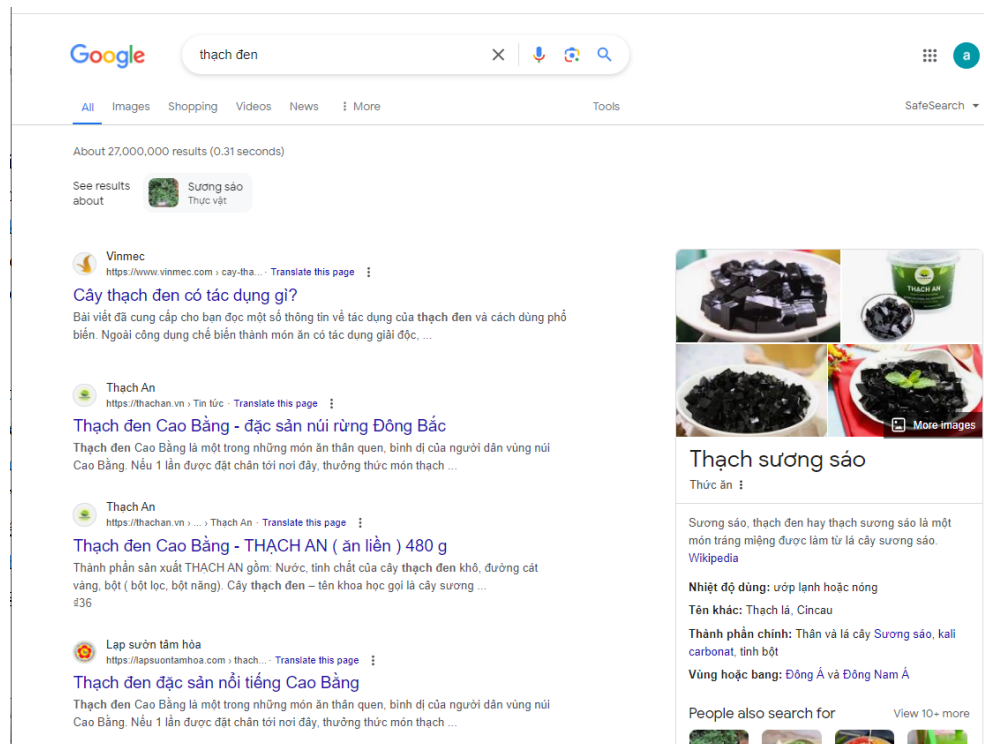 Google
thạch đen
a
All Images Shopping Videos News More Tools SafeSearch
About 27,000,000 results (0.31 seconds)
See results about
Sương sáo
Thực vật
Vinmec
https://www.vinmec.com › cay-tha... · Translate this page
Cây thạch đen có tác dụng gì?
Bài viết đã cung cấp cho bạn đọc một số thông tin về tác dụng của thạch đen và cách dùng phổ
biến. Ngoài công dụng chế biến thành món ăn có tác dụng giải độc, ...
Thạch An
https://thachan.vn › Tin tức · Translate this page
Thạch đen Cao Bằng - đặc sản núi rừng Đông Bắc
Thạch đen Cao Bằng là một trong những món ăn thân quen, bình dị của người dân vùng núi
Cao Bằng. Nếu 1 lần được đặt chân tới nơi đây, thưởng thức món thạch ...
Thạch An
https://thachan.vn › ... › Thạch An · Translate this page
Thạch đen Cao Bằng - THẠCH AN ( ăn liền ) 480 g
Thành phần sản xuất THẠCH AN gồm: Nước, tinh chất của cây thạch đen khô, đường cát
vàng, bột ( bột lọc, bột năng). Cây thạch đen – tên khoa học gọi là cây sương ...
₫36
Lạp sườn tâm hòa
https://lapsuontamhoa.com › thach... · Translate this page
Thạch đen đặc sản nổi tiếng Cao Bằng
Thạch đen Cao Bằng là một trong những món ăn thân quen, bình dị của người dân vùng núi
Cao Bằng. Nếu 1 lần được đặt chân tới nơi đây, thưởng thức món thạch ...
THẠCH AN
More images
Thạch sương sáo
Thức ăn
Sương sáo, thạch đen hay thạch sương sáo là một
món tráng miệng được làm từ lá cây sương sáo.
Wikipedia
Nhiệt độ dùng: ướp lạnh hoặc nóng
Tên khác: Thạch lá, Cincau
Thành phần chính: Thân và lá cây Sương sáo, kali
carbonat, tinh bột
Vùng hoặc bang: Đông Á và Đông Nam Á
People also search for View 10+ more